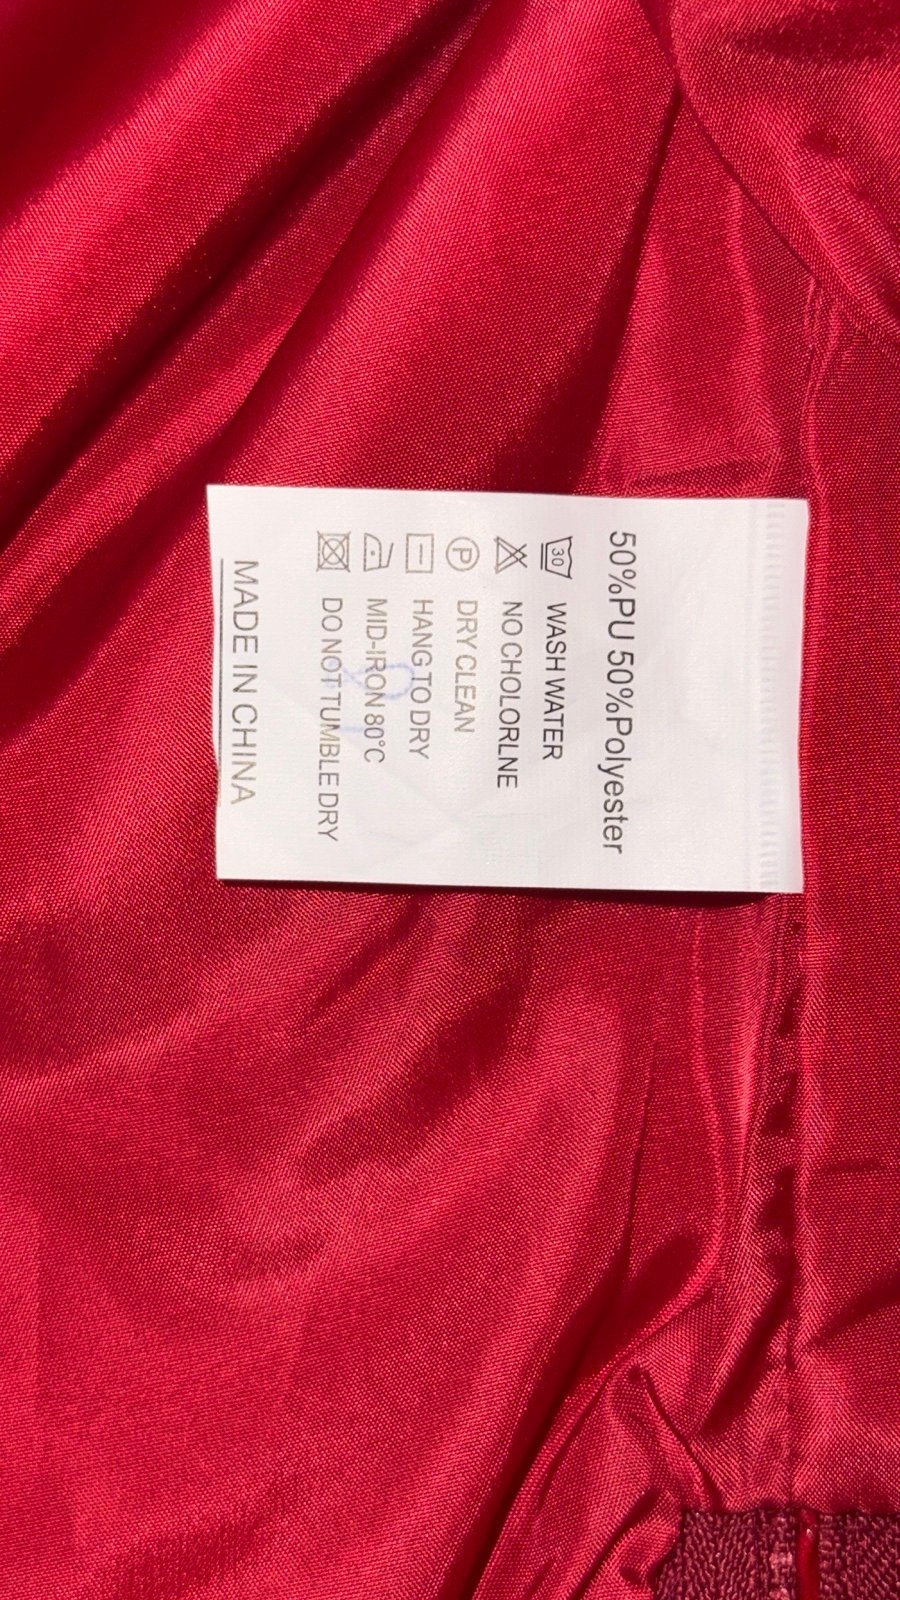 50%PU 50%Polyester
30 WASH WATER
NO CHOLORLNE
P DRY CLEAN
HANG TO DRY
MID-IRON 80°C
DO NOT TUMBLE DRY
MADE IN CHINA